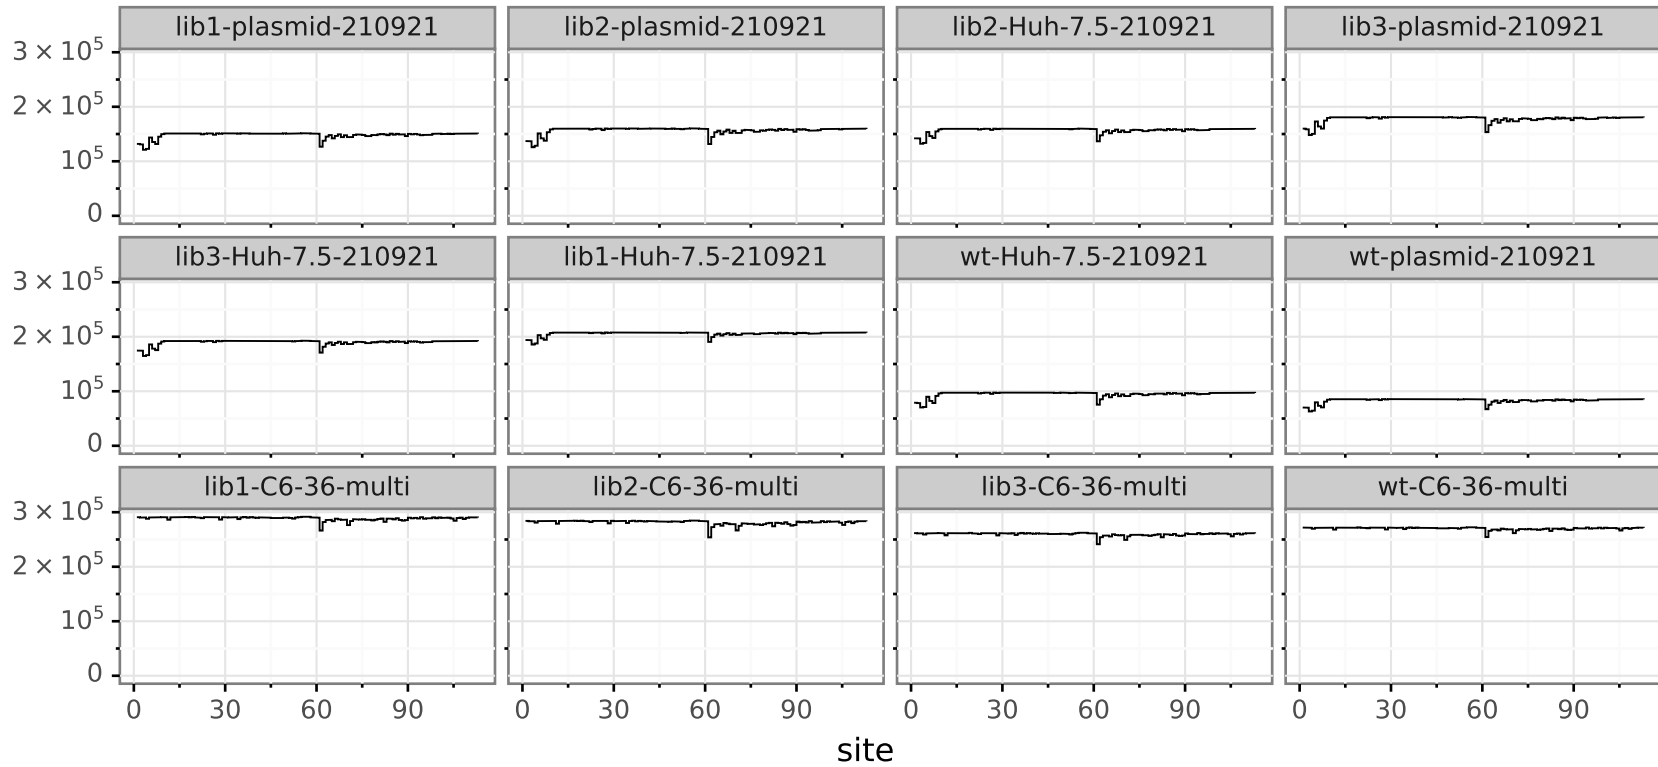 lib1-plasmid-210921 lib2-plasmid-210921 lib2-Huh-7.5-210921 lib3-plasmid-210921
3 × 10⁵
2 × 10⁵
10⁵
0
lib3-Huh-7.5-210921 lib1-Huh-7.5-210921 wt-Huh-7.5-210921 wt-plasmid-210921
3 × 10⁵
2 × 10⁵
10⁵
0
lib1-C6-36-multi lib2-C6-36-multi lib3-C6-36-multi wt-C6-36-multi
3 × 10⁵
2 × 10⁵
10⁵
0
0 30 60 90 0 30 60 90 0 30 60 90 0 30 60 90
site